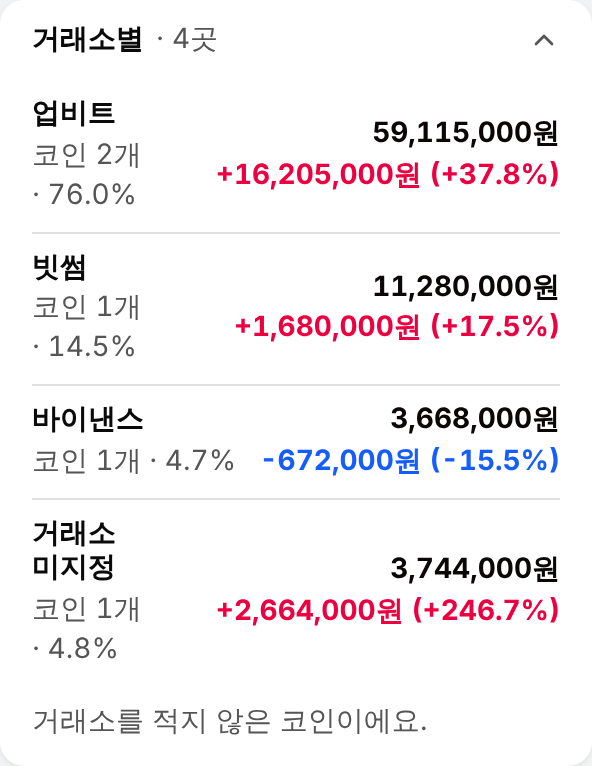 거래소별 · 4곳
업비트
코인 2개
· 76.0%
59,115,000원
+16,205,000원 (+37.8%)
빗썸
코인 1개
· 14.5%
11,280,000원
+1,680,000원 (+17.5%)
바이낸스
코인 1개 · 4.7%
3,668,000원
-672,000원 (-15.5%)
거래소
미지정
코인 1개
· 4.8%
3,744,000원
+2,664,000원 (+246.7%)
거래소를 적지 않은 코인이에요.